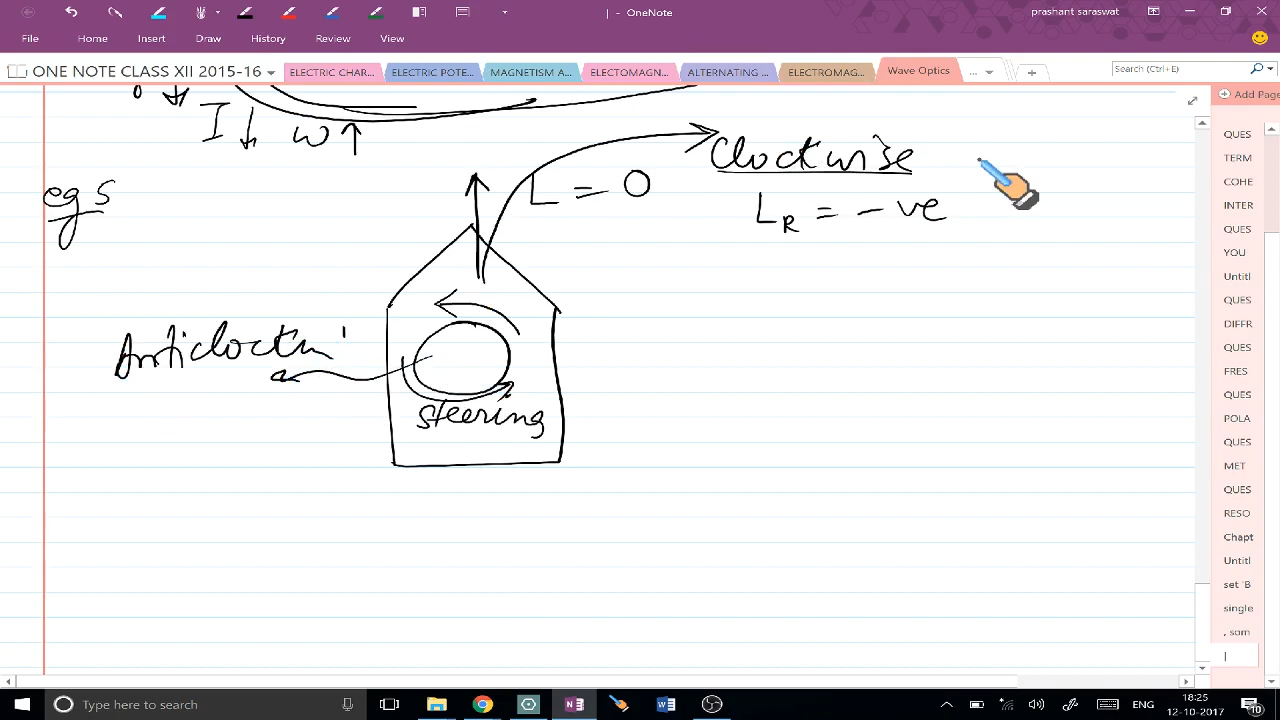 prashant saraswat
| - OneNote
File Home Insert Draw History Review View
ONE NOTE CLASS XII 2015-16
ELECTRIC CHAR...
ELECTRIC POTE...
MAGNETISM A...
ELECTOMAGN...
ALTERNATING ...
ELECTROMAG...
Wave Optics
...
Search (Ctrl+E)
Add Page
I↓ ω↑
eg 5
L = 0
Clockwise
L_R = - ve
steering
QUES
TERM
COHE
INTER
QUES
YOU
Untitl
QUES
DIFFR
QUES
FRES
QUES
POLA
QUES
MET
QUES
RESO
Chapt
Untitl
set 'B
single
, som
Type here to search
ENG
18:25
12-10-2017
10